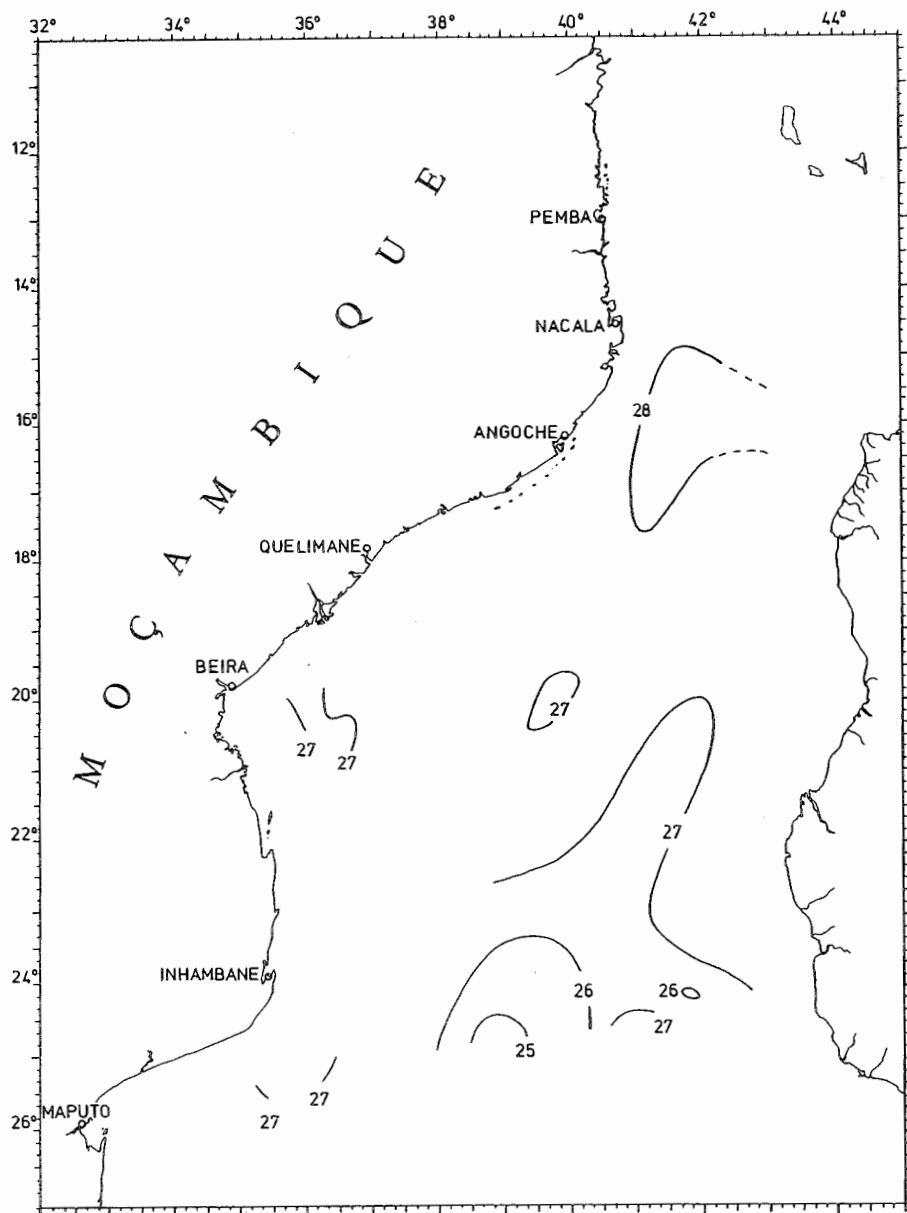 32° 34° 36° 38° 40° 42° 44°
12°
MOÇAMBIQUE
PEMBA
14°
NACALA
28
16°
ANGOCHE
QUELIMANE
18°
BEIRA
20°
27
27
27
22°
27
INHAMBANE
24°
26
26
27
25
27
27
MAPUTO
26°